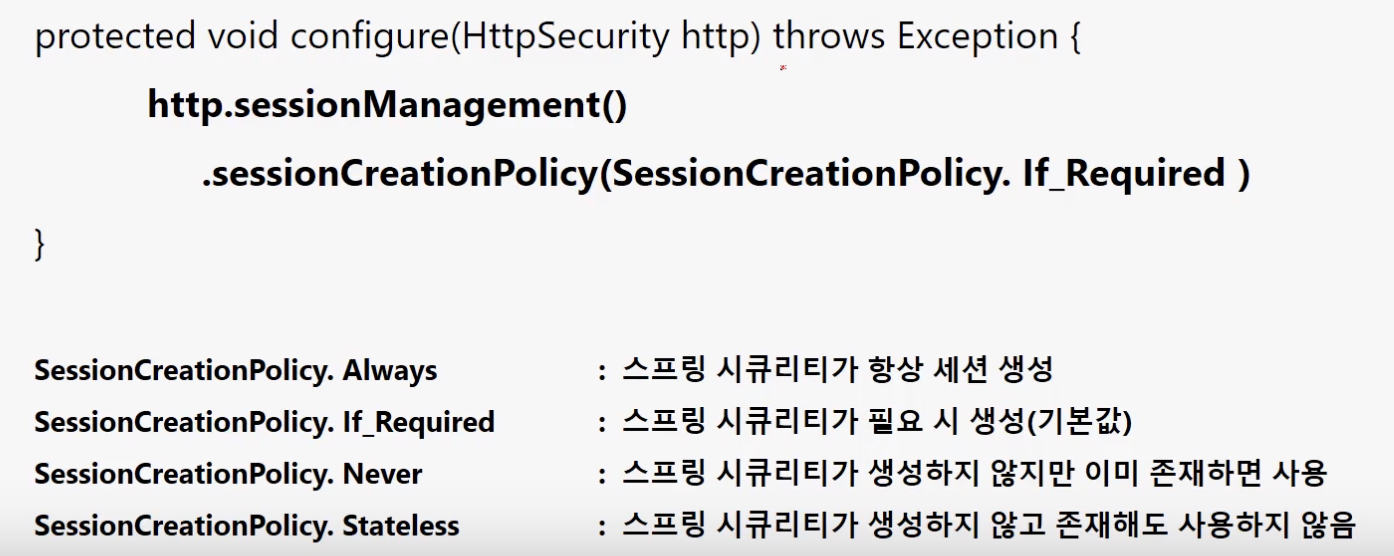 protected void configure(HttpSecurity http) throws Exception {
http.sessionManagement()
.sessionCreationPolicy(SessionCreationPolicy. If_Required )
}
SessionCreationPolicy. Always : 스프링 시큐리티가 항상 세션 생성
SessionCreationPolicy. If_Required : 스프링 시큐리티가 필요 시 생성(기본값)
SessionCreationPolicy. Never : 스프링 시큐리티가 생성하지 않지만 이미 존재하면 사용
SessionCreationPolicy. Stateless : 스프링 시큐리티가 생성하지 않고 존재해도 사용하지 않음